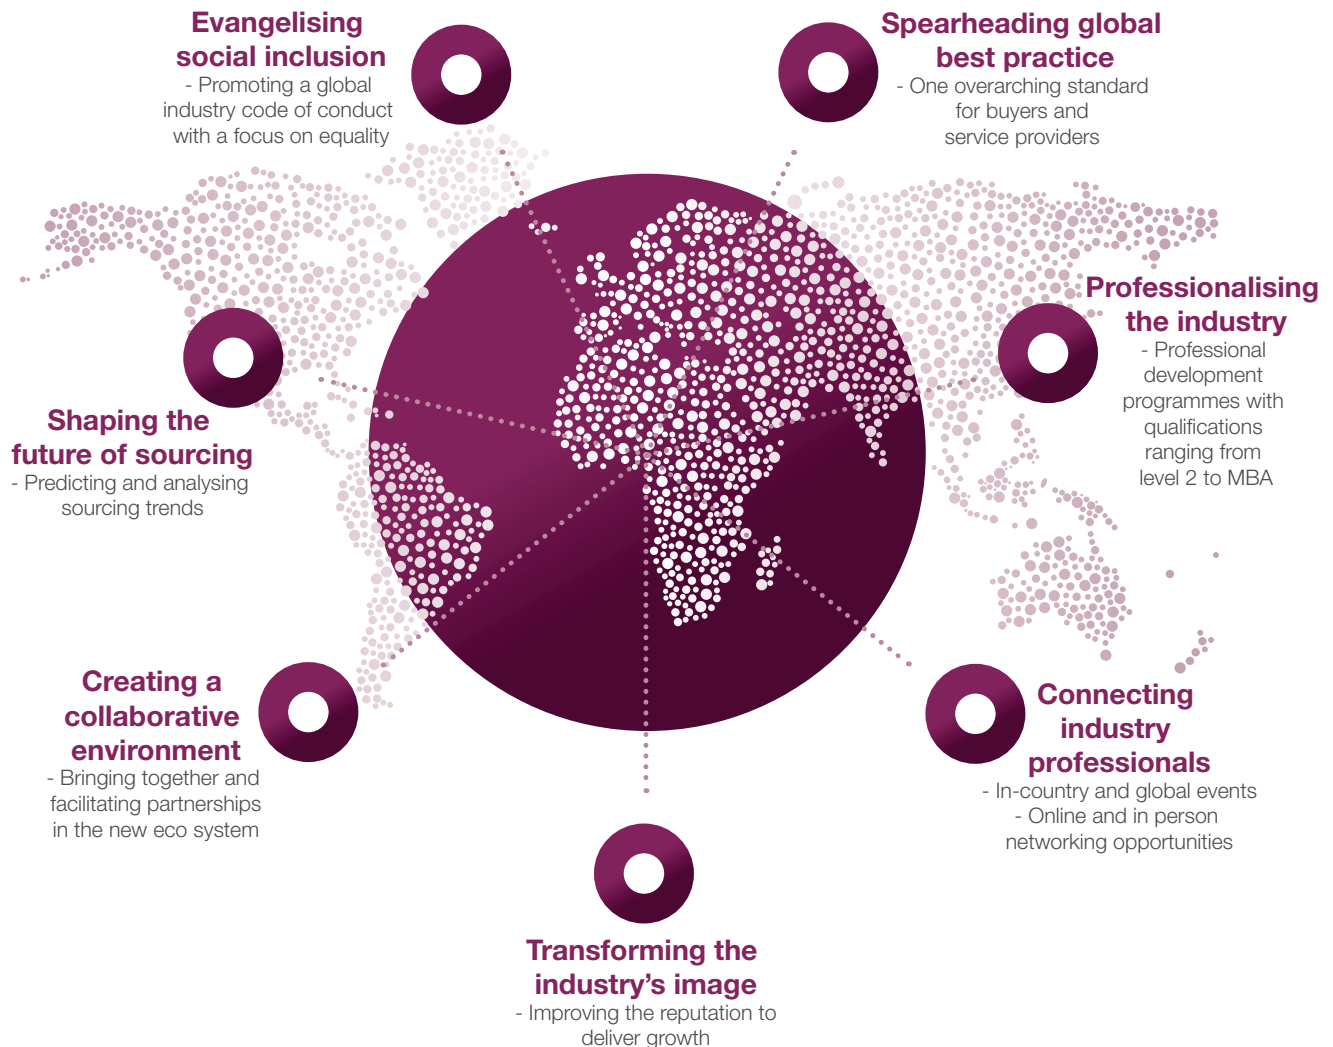 Evangelising
social inclusion
- Promoting a global
industry code of conduct
with a focus on equality
Spearheading global
best practice
- One overarching standard
for buyers and
service providers
Professionalising
the industry
- Professional
development
programmes with
qualifications
ranging from
level 2 to MBA
Shaping the
future of sourcing
- Predicting and analysing
sourcing trends
Creating a
collaborative
environment
- Bringing together and
facilitating partnerships
in the new eco system
Connecting
industry
professionals
- In-country and global events
- Online and in person
networking opportunities
Transforming the
industry’s image
- Improving the reputation to
deliver growth